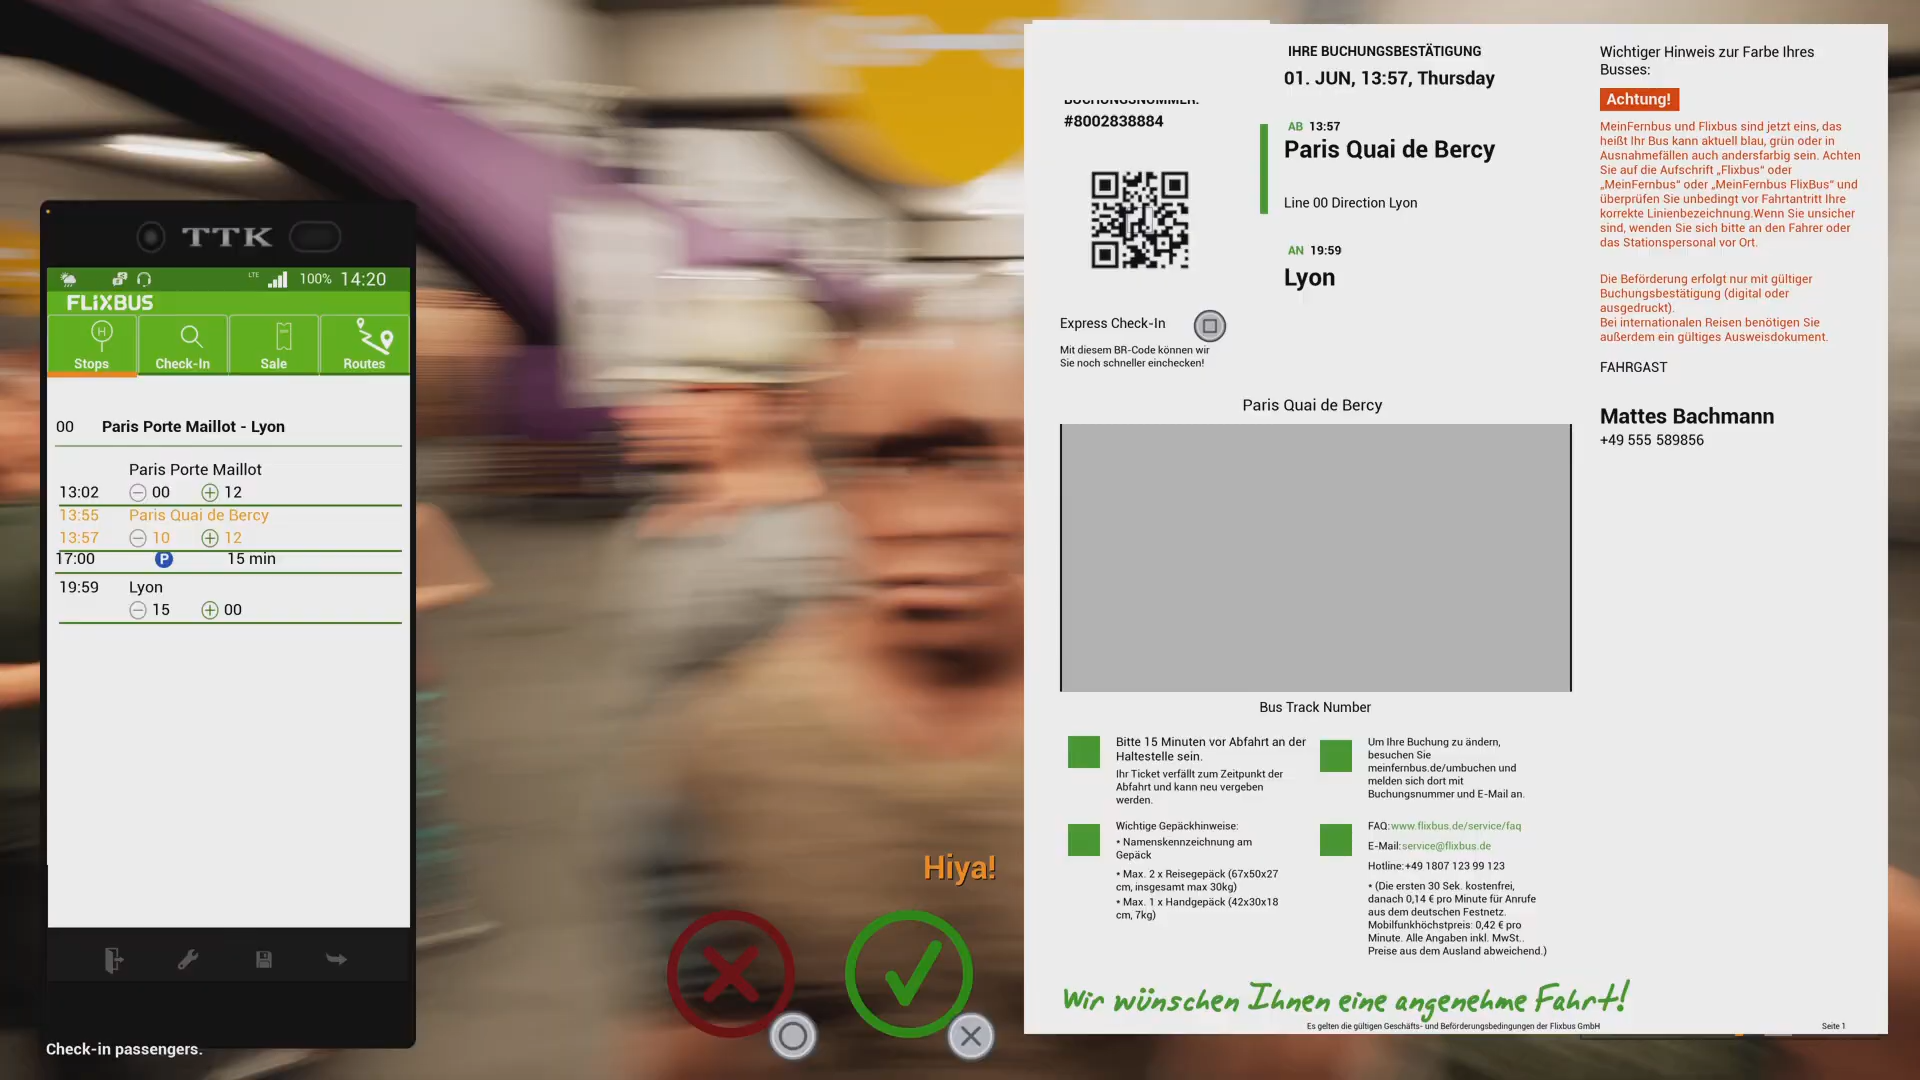 TTK
LTE 100% 14:20
FLiXBUS
H
Stops
Check-In
Sale
Routes
00 Paris Porte Maillot - Lyon
Paris Porte Maillot
13:02 00 12
13:55 Paris Quai de Bercy
13:57 10 12
17:00 P 15 min
19:59 Lyon
15 00
Check-in passengers.
Hiya!
BUCHUNGSNUMMER:
#8002838884
Express Check-In
Mit diesem BR-Code können wir
Sie noch schneller einchecken!
IHRE BUCHUNGSBESTÄTIGUNG
01. JUN, 13:57, Thursday
AB 13:57
Paris Quai de Bercy
Line 00 Direction Lyon
AN 19:59
Lyon
Paris Quai de Bercy
Bus Track Number
Bitte 15 Minuten vor Abfahrt an der
Haltestelle sein.
Ihr Ticket verfällt zum Zeitpunkt der
Abfahrt und kann neu vergeben
werden.
Wichtige Gepäckhinweise:
* Namenskennzeichnung am
Gepäck
* Max. 2 x Reisegepäck (67x50x27
cm, insgesamt max 30kg)
* Max. 1 x Handgepäck (42x30x18
cm, 7kg)
Um Ihre Buchung zu ändern,
besuchen Sie
meinfernbus.de/umbuchen und
melden sich dort mit
Buchungsnummer und E-Mail an.
FAQ:www.flixbus.de/service/faq
E-Mail:service@flixbus.de
Hotline:+49 1807 123 99 123
* (Die ersten 30 Sek. kostenfrei,
danach 0,14 € pro Minute für Anrufe
aus dem deutschen Festnetz.
Mobilfunkhöchstpreis: 0,42 € pro
Minute. Alle Angaben inkl. MwSt..
Preise aus dem Ausland abweichend.)
Wichtiger Hinweis zur Farbe Ihres
Busses:
Achtung!
MeinFernbus und Flixbus sind jetzt eins, das
heißt Ihr Bus kann aktuell blau, grün oder in
Ausnahmefällen auch andersfarbig sein. Achten
Sie auf die Aufschrift „Flixbus“ oder
„MeinFernbus“ oder „MeinFernbus FlixBus“ und
überprüfen Sie unbedingt vor Fahrtantritt Ihre
korrekte Linienbezeichnung.Wenn Sie unsicher
sind, wenden Sie sich bitte an den Fahrer oder
das Stationspersonal vor Ort.
Die Beförderung erfolgt nur mit gültiger
Buchungsbestätigung (digital oder
ausgedruckt).
Bei internationalen Reisen benötigen Sie
außerdem ein gültiges Ausweisdokument.
FAHRGAST
Mattes Bachmann
+49 555 589856
Wir wünschen Ihnen eine angenehme Fahrt!
Es gelten die gültigen Geschäfts- und Beförderungsbedingungen der Flixbus GmbH
Seite 1